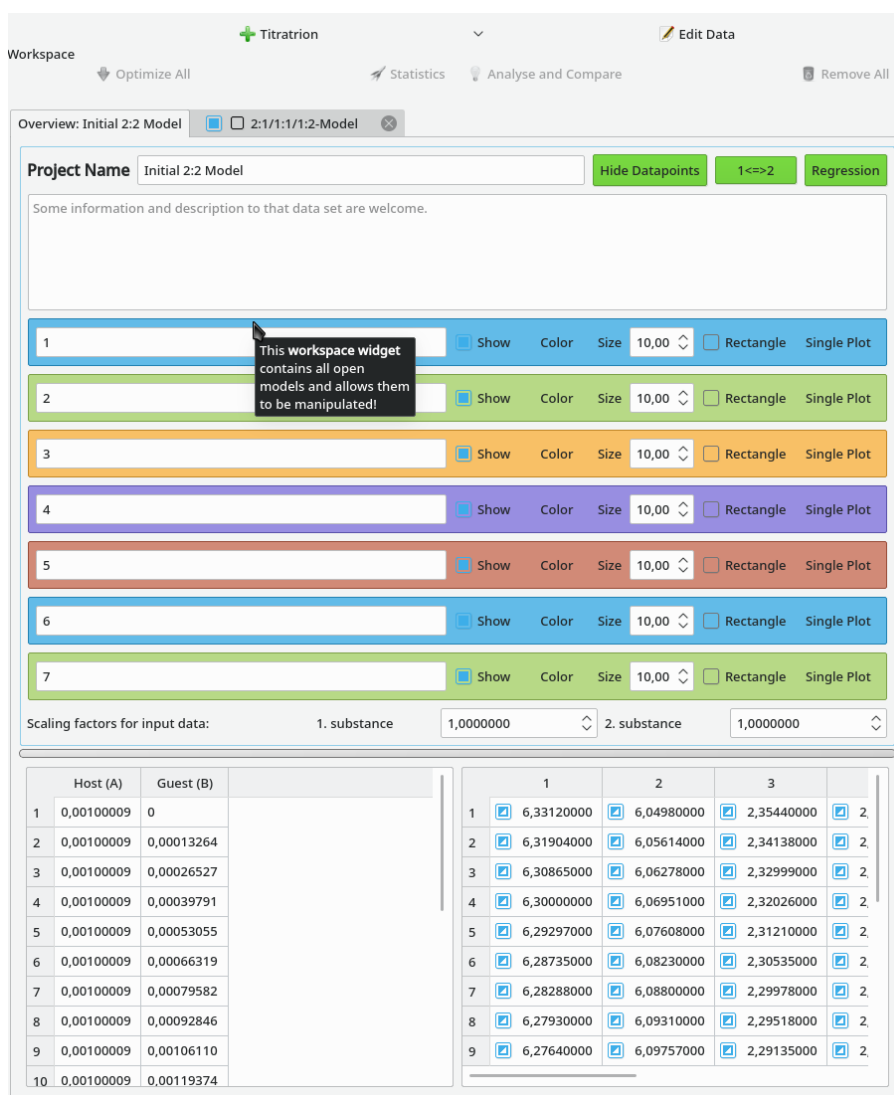 Titratrion Edit Data
Workspace
Optimize All Statistics Analyse and Compare Remove All
Overview: Initial 2:2 Model 2:1/1:1/1:2-Model
Project Name Initial 2:2 Model Hide Datapoints 1<=>2 Regression
Some information and description to that data set are welcome.
1 Show Color Size 10,00 Rectangle Single Plot
This workspace widget
contains all open
models and allows them
to be manipulated!
2 Show Color Size 10,00 Rectangle Single Plot
3 Show Color Size 10,00 Rectangle Single Plot
4 Show Color Size 10,00 Rectangle Single Plot
5 Show Color Size 10,00 Rectangle Single Plot
6 Show Color Size 10,00 Rectangle Single Plot
7 Show Color Size 10,00 Rectangle Single Plot
Scaling factors for input data: 1. substance 1,0000000 2. substance 1,0000000
Host (A) Guest (B)
1 0,00100009 0
2 0,00100009 0,00013264
3 0,00100009 0,00026527
4 0,00100009 0,00039791
5 0,00100009 0,00053055
6 0,00100009 0,00066319
7 0,00100009 0,00079582
8 0,00100009 0,00092846
9 0,00100009 0,00106110
10 0,00100009 0,00119374
1 2 3
1 6,33120000 6,04980000 2,35440000 2,
2 6,31904000 6,05614000 2,34138000 2,
3 6,30865000 6,06278000 2,32999000 2,
4 6,30000000 6,06951000 2,32026000 2,
5 6,29297000 6,07608000 2,31210000 2,
6 6,28735000 6,08230000 2,30535000 2,
7 6,28288000 6,08800000 2,29978000 2,
8 6,27930000 6,09310000 2,29518000 2,
9 6,27640000 6,09757000 2,29135000 2,